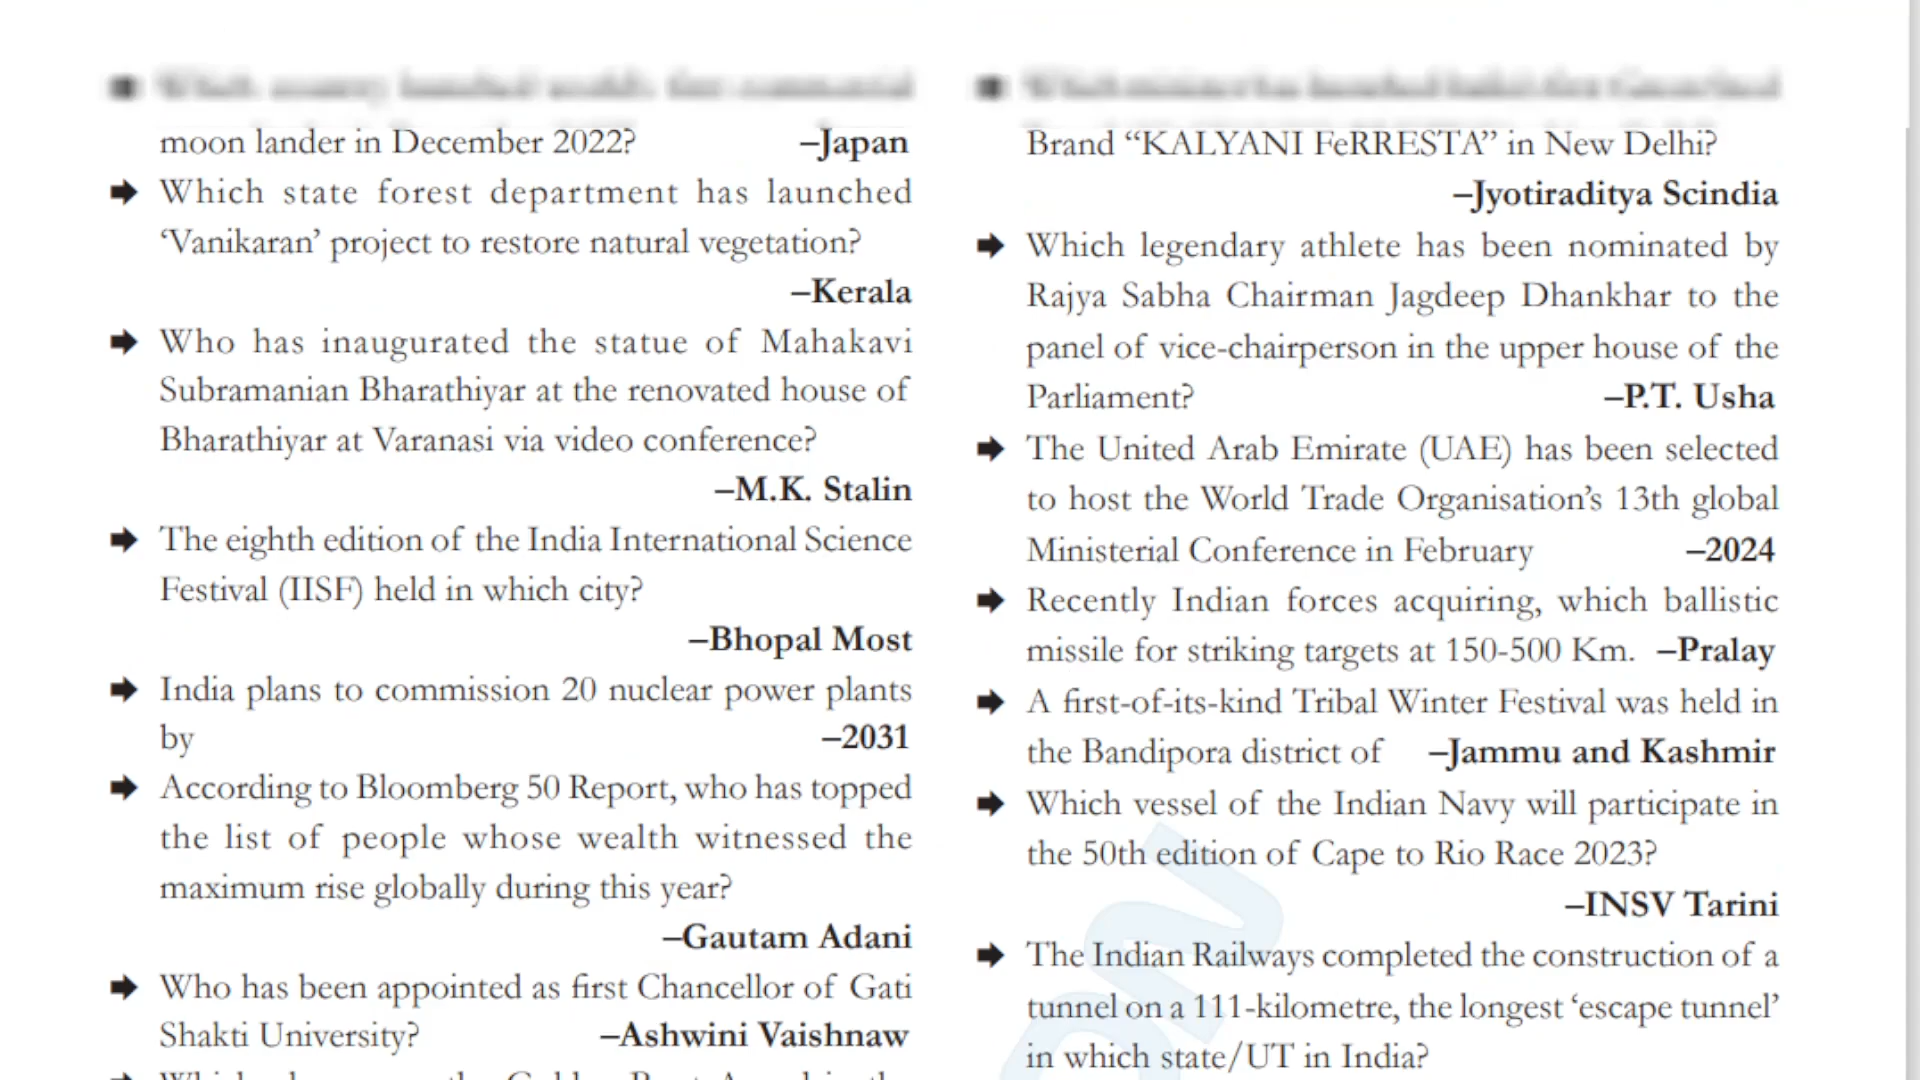 moon lander in December 2022? –Japan
➡ Which state forest department has launched
‘Vanikaran’ project to restore natural vegetation?
–Kerala
➡ Who has inaugurated the statue of Mahakavi
Subramanian Bharathiyar at the renovated house of
Bharathiyar at Varanasi via video conference?
–M.K. Stalin
➡ The eighth edition of the India International Science
Festival (IISF) held in which city?
–Bhopal Most
➡ India plans to commission 20 nuclear power plants
by –2031
➡ According to Bloomberg 50 Report, who has topped
the list of people whose wealth witnessed the
maximum rise globally during this year?
–Gautam Adani
➡ Who has been appointed as first Chancellor of Gati
Shakti University? –Ashwini Vaishnaw
Brand “KALYANI FeRRESTA” in New Delhi?
–Jyotiraditya Scindia
➡ Which legendary athlete has been nominated by
Rajya Sabha Chairman Jagdeep Dhankhar to the
panel of vice-chairperson in the upper house of the
Parliament? –P.T. Usha
➡ The United Arab Emirate (UAE) has been selected
to host the World Trade Organisation’s 13th global
Ministerial Conference in February –2024
➡ Recently Indian forces acquiring, which ballistic
missile for striking targets at 150-500 Km. –Pralay
➡ A first-of-its-kind Tribal Winter Festival was held in
the Bandipora district of –Jammu and Kashmir
➡ Which vessel of the Indian Navy will participate in
the 50th edition of Cape to Rio Race 2023?
–INSV Tarini
➡ The Indian Railways completed the construction of a
tunnel on a 111-kilometre, the longest ‘escape tunnel’
in which state/UT in India?